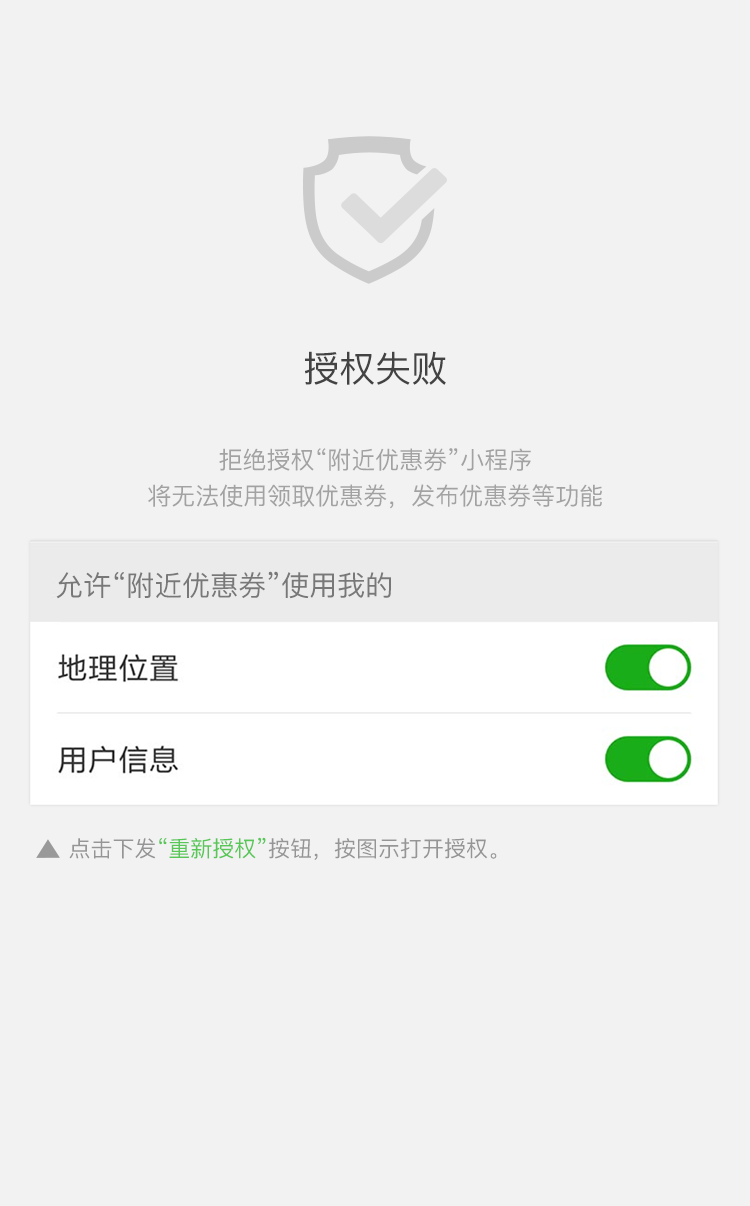 授权失败
拒绝授权“附近优惠券”小程序
将无法使用领取优惠券，发布优惠券等功能
允许“附近优惠券”使用我的
地理位置
用户信息
▲ 点击下发“重新授权”按钮，按图示打开授权。